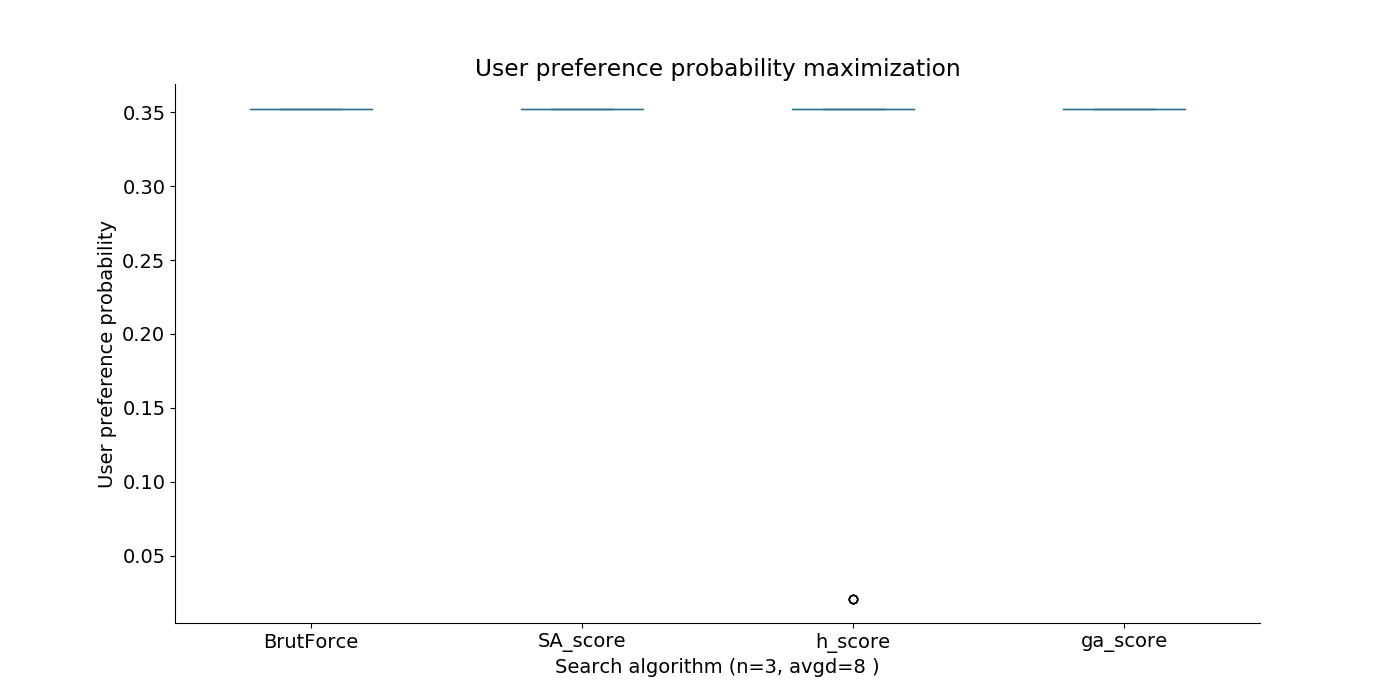 User preference probability maximization
User preference probability
0.35
0.30
0.25
0.20
0.15
0.10
0.05
BrutForce SA_score h_score ga_score
Search algorithm (n=3, avgd=8 )